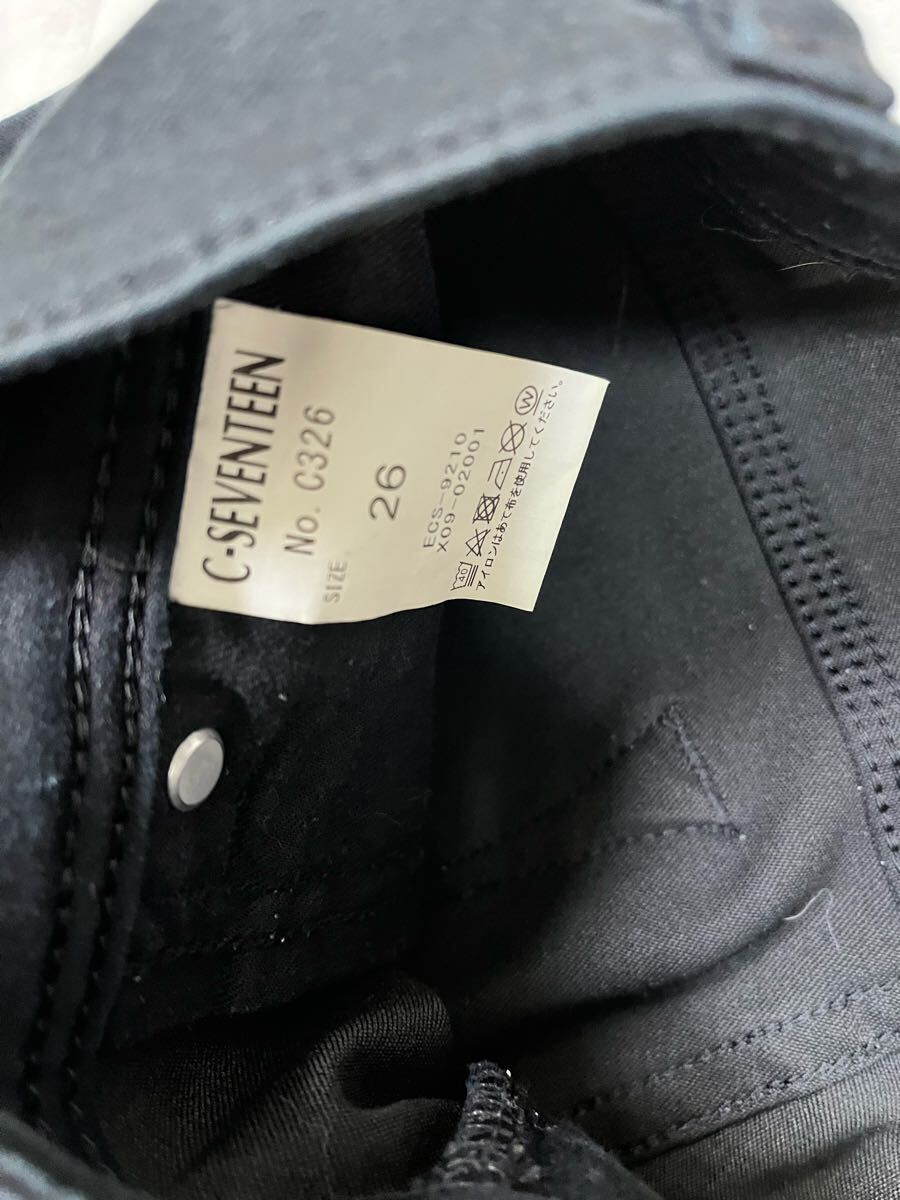 C-SEVENTEEN
No. C326
SIZE 26
ECS-9210
X09-02001
40 W
アイロンはあて布を使用してください。